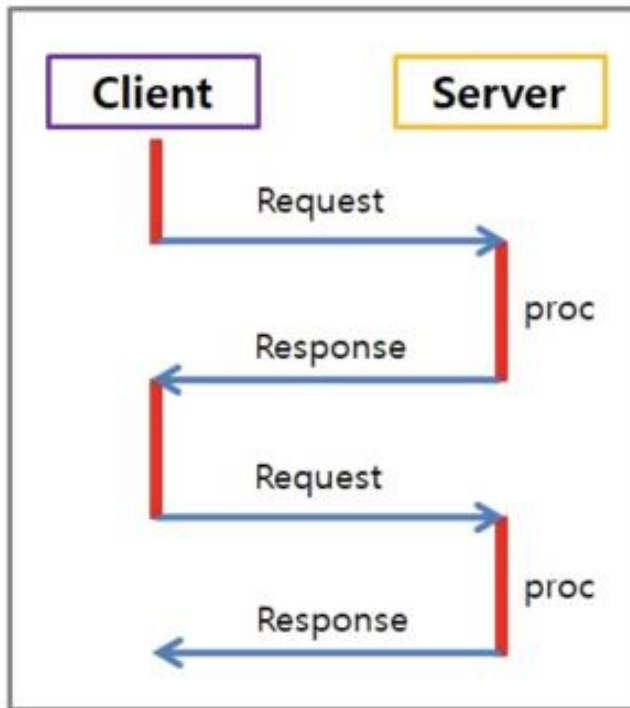 Client Server
Request
proc
Response
Request
proc
Response